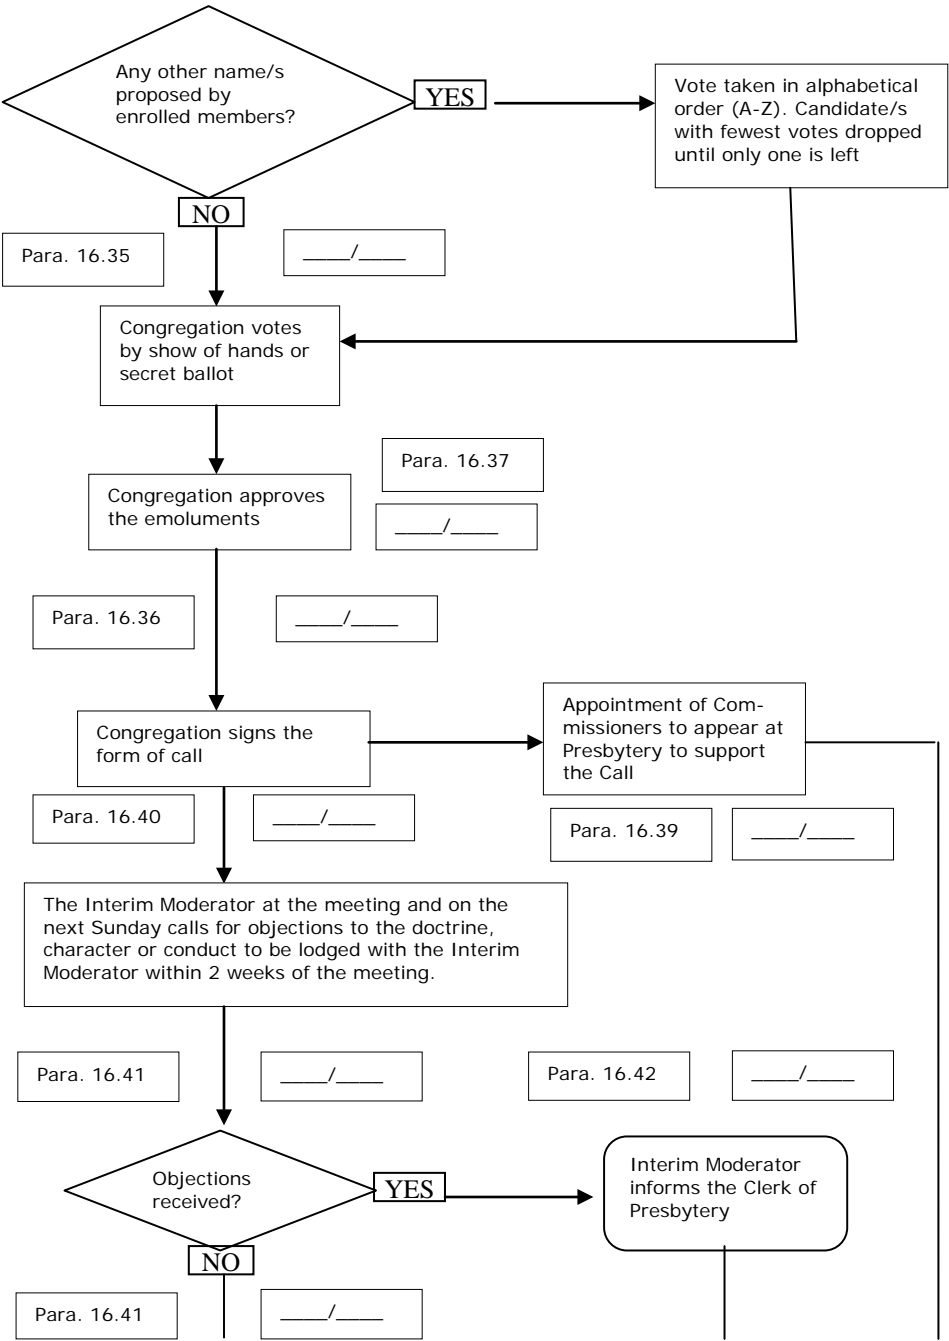 Any other name/s
proposed by
enrolled members?
YES
Vote taken in alphabetical
order (A-Z). Candidate/s
with fewest votes dropped
until only one is left
NO
Para. 16.35
____/____
Congregation votes
by show of hands or
secret ballot
Para. 16.37
Congregation approves
the emoluments
____/____
Para. 16.36
____/____
Congregation signs the
form of call
Appointment of Com-
missioners to appear at
Presbytery to support
the Call
Para. 16.40
____/____
Para. 16.39
____/____
The Interim Moderator at the meeting and on the
next Sunday calls for objections to the doctrine,
character or conduct to be lodged with the Interim
Moderator within 2 weeks of the meeting.
Para. 16.41
____/____
Para. 16.42
____/____
Objections
received?
YES
Interim Moderator
informs the Clerk of
Presbytery
NO
Para. 16.41
____/____